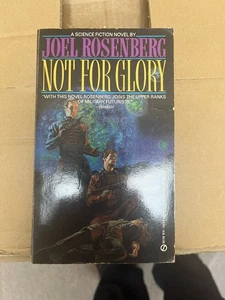 A SCIENCE FICTION NOVEL BY
JOEL ROSENBERG
NOT FOR GLORY
"WITH THIS NOVEL ROSENBERG JOINS THE UPPER RANKS
OF MILITARY FUTURISTS."